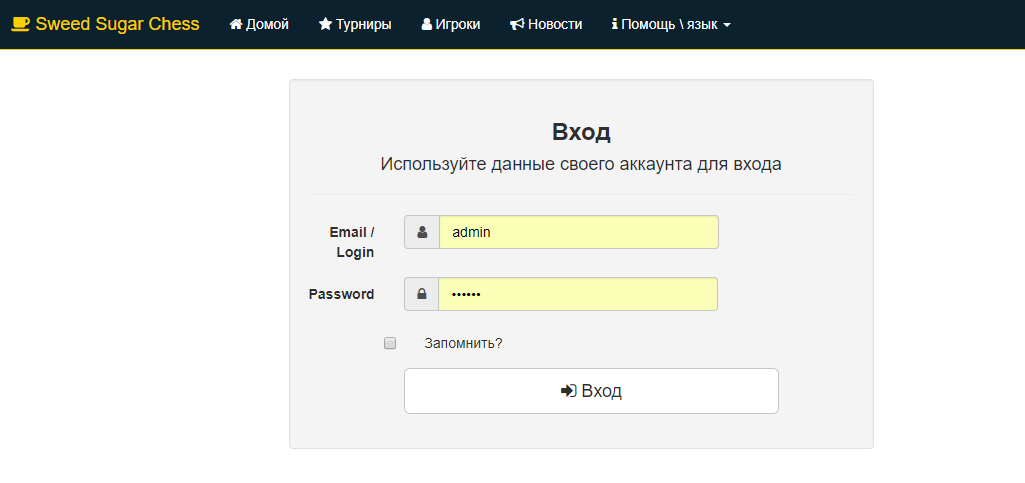 Sweed Sugar Chess Домой Турниры Игроки Новости Помощь \ язык
Вход
Используйте данные своего аккаунта для входа
Email /
Login
admin
Password
••••••
Запомнить?
Вход